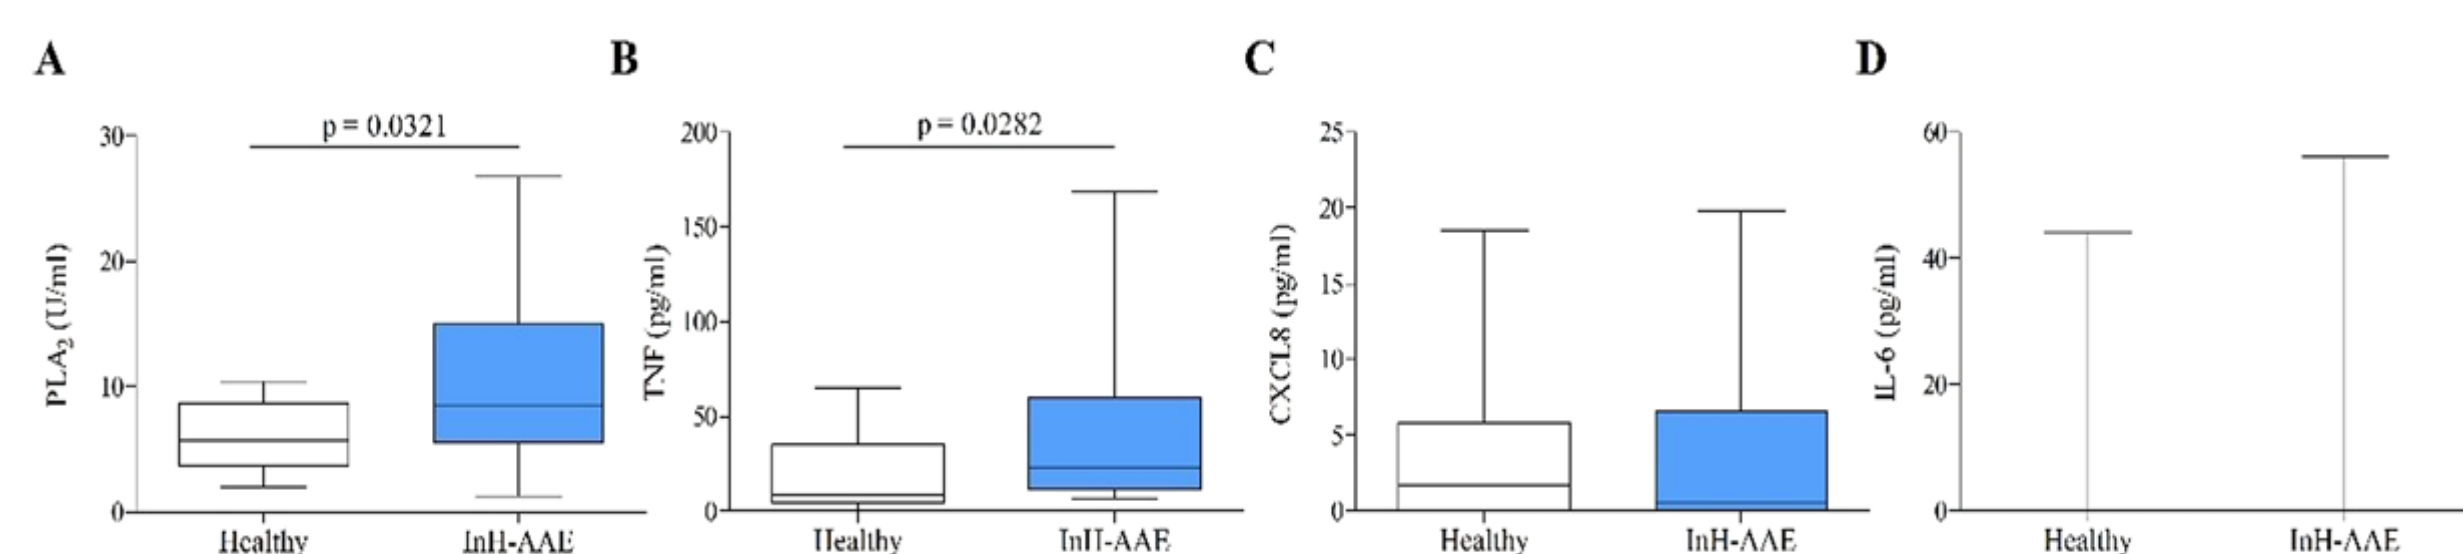 A
B
C
D
p = 0.0321
p = 0.0282
PLA2 (U/ml)
30
20
10
0
Healthy
InH-AAE
TNF (pg/ml)
200
150
100
50
0
Healthy
InH-AAE
CXCL8 (pg/ml)
25
20
15
10
5
0
Healthy
InH-AAE
IL-6 (pg/ml)
60
40
20
0
Healthy
InH-AAE